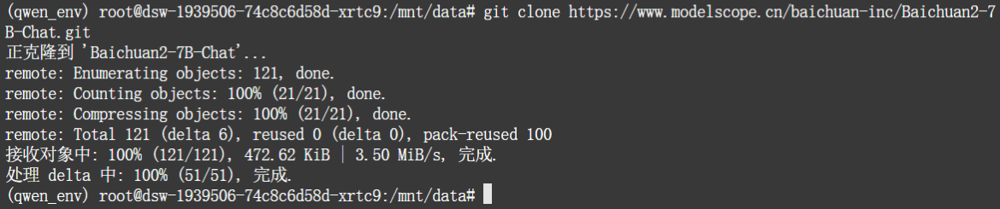 (qwen_env) root@dsw-1939506-74c8c6d58d-xrtc9:/mnt/data# git clone https://www.modelscope.cn/baichuan-inc/Baichuan2-7
B-Chat.git
正克隆到 'Baichuan2-7B-Chat'...
remote: Enumerating objects: 121, done.
remote: Counting objects: 100% (21/21), done.
remote: Compressing objects: 100% (21/21), done.
remote: Total 121 (delta 6), reused 0 (delta 0), pack-reused 100
接收对象中: 100% (121/121), 472.62 KiB | 3.50 MiB/s, 完成.
处理 delta 中: 100% (51/51), 完成.
(qwen_env) root@dsw-1939506-74c8c6d58d-xrtc9:/mnt/data#